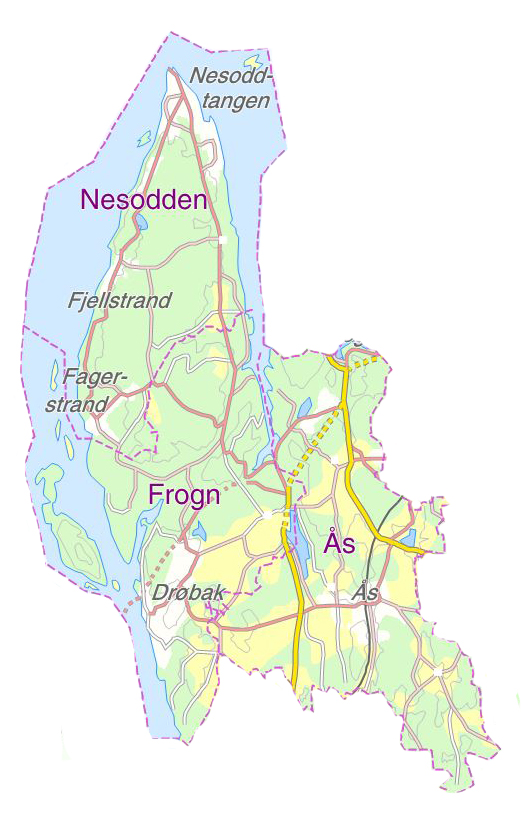 Nesodd-
tangen
Nesodden
Fjellstrand
Fager-
strand
Frogn
Ås
Drøbak
Ås